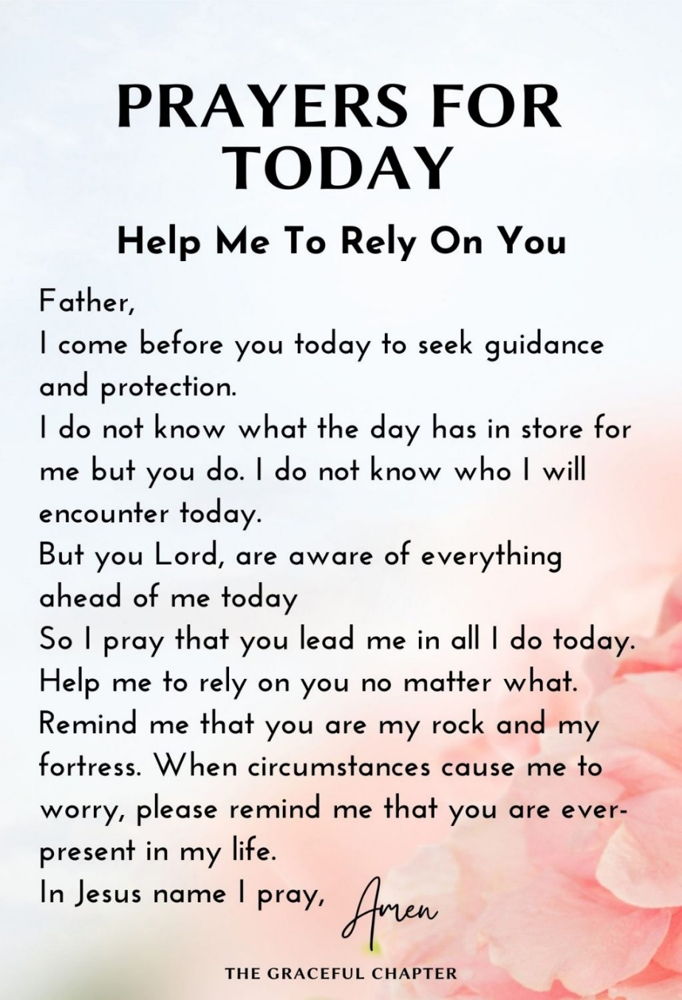 PRAYERS FOR
TODAY
Help Me To Rely On You
Father,
I come before you today to seek guidance
and protection.
I do not know what the day has in store for
me but you do. I do not know who I will
encounter today.
But you Lord, are aware of everything
ahead of me today
So I pray that you lead me in all I do today.
Help me to rely on you no matter what.
Remind me that you are my rock and my
fortress. When circumstances cause me to
worry, please remind me that you are ever-
present in my life.
In Jesus name I pray,
Amen
THE GRACEFUL CHAPTER